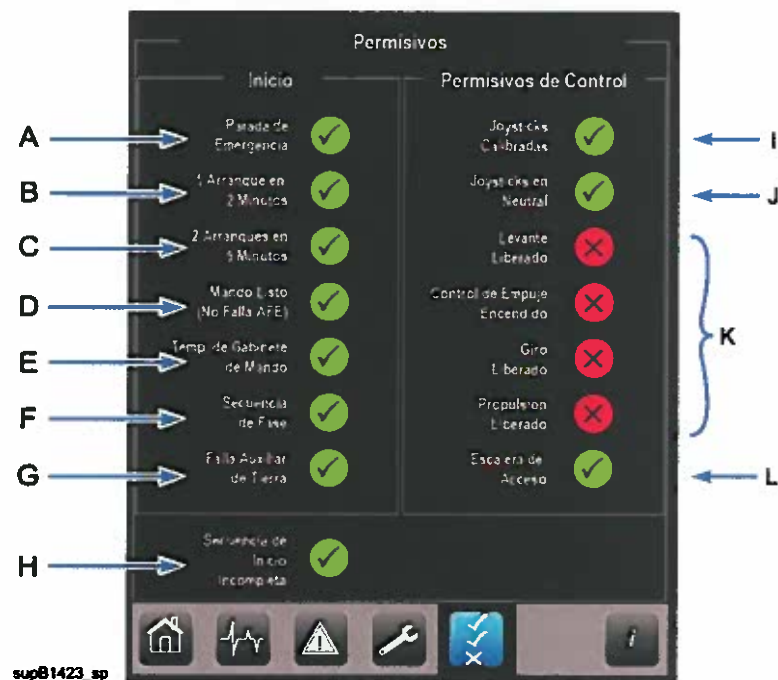 Permisivos
Inicio
Permisivos de Control
A
Parada de
Emergencia
Joysticks
Calibradas
I
B
1 Arranque en
2 Minutos
Joysticks en
Neutral
J
C
2 Arranques en
5 Minutos
Levante
Liberado
D
Mando Listo
(No Falla AFE)
Control de Empuje
Encendido
K
E
Temp. de Gabinete
de Mando
Giro
Liberado
F
Secuencia
de Fase
Propulsion
Liberado
G
Falla Auxiliar
de Tierra
Escalera de
Acceso
L
H
Secuencia de
Inicio
Incompleta
i
supB1423_sp